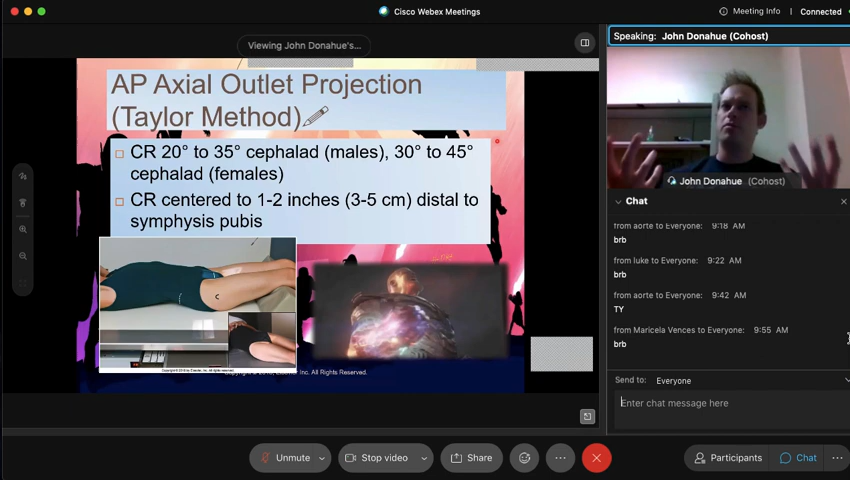 Cisco Webex Meetings
Meeting Info
Connected
Viewing John Donahue's...
Speaking: John Donahue (Cohost)
AP Axial Outlet Projection
(Taylor Method)
CR 20° to 35° cephalad (males), 30° to 45°
cephalad (females)
CR centered to 1-2 inches (3-5 cm) distal to
symphysis pubis
All Rights Reserved.
John Donahue (Cohost)
Chat
from aorte to Everyone: 9:18 AM
brb
from luke to Everyone: 9:22 AM
brb
from aorte to Everyone: 9:42 AM
TY
from Maricela Vences to Everyone: 9:55 AM
brb
Send to: Everyone
Enter chat message here
Unmute
Stop video
Share
Participants
Chat